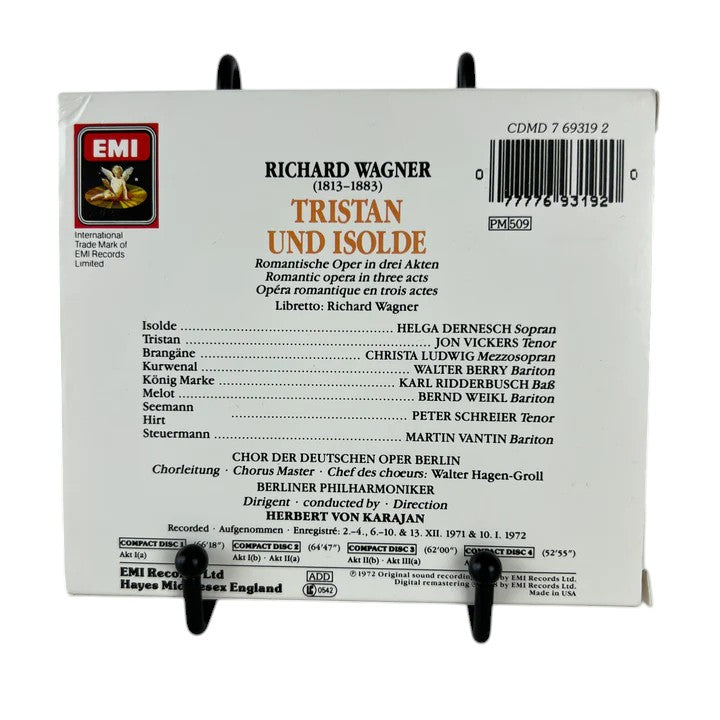 EMI
International
Trade Mark of
EMI Records
Limited
CDMD 7 69319 2
0 77776 93192 0
PM 509
RICHARD WAGNER
(1813–1883)
TRISTAN
UND ISOLDE
Romantische Oper in drei Akten
Romantic opera in three acts
Opéra romantique en trois actes
Libretto: Richard Wagner
Isolde HELGA DERNESCH Sopran
Tristan JON VICKERS Tenor
Brangäne CHRISTA LUDWIG Mezzosopran
Kurwenal WALTER BERRY Bariton
König Marke KARL RIDDERBUSCH Baß
Melot BERND WEIKL Bariton
Seemann
Hirt PETER SCHREIER Tenor
Steuermann MARTIN VANTIN Bariton
CHOR DER DEUTSCHEN OPER BERLIN
Chorleitung · Chorus Master · Chef des chœurs: Walter Hagen-Groll
BERLINER PHILHARMONIKER
Dirigent · conducted by · Direction
HERBERT VON KARAJAN
Recorded · Aufgenommen · Enregistré: 2.–4., 6.–10. & 13. XII. 1971 & 10. I. 1972
COMPACT DISC 1 (66'18") COMPACT DISC 2 (64'47") COMPACT DISC 3 (62'00") COMPACT DISC 4 (52'55")
Akt I(a) Akt I(b) · Akt II(a) Akt II(b) · Akt III(a)
EMI Ltd
Hayes England
ADD
LC 0542
℗ 1972 Original sound by EMI Records Ltd.
Digital remastering by EMI Records Ltd.
Made in USA